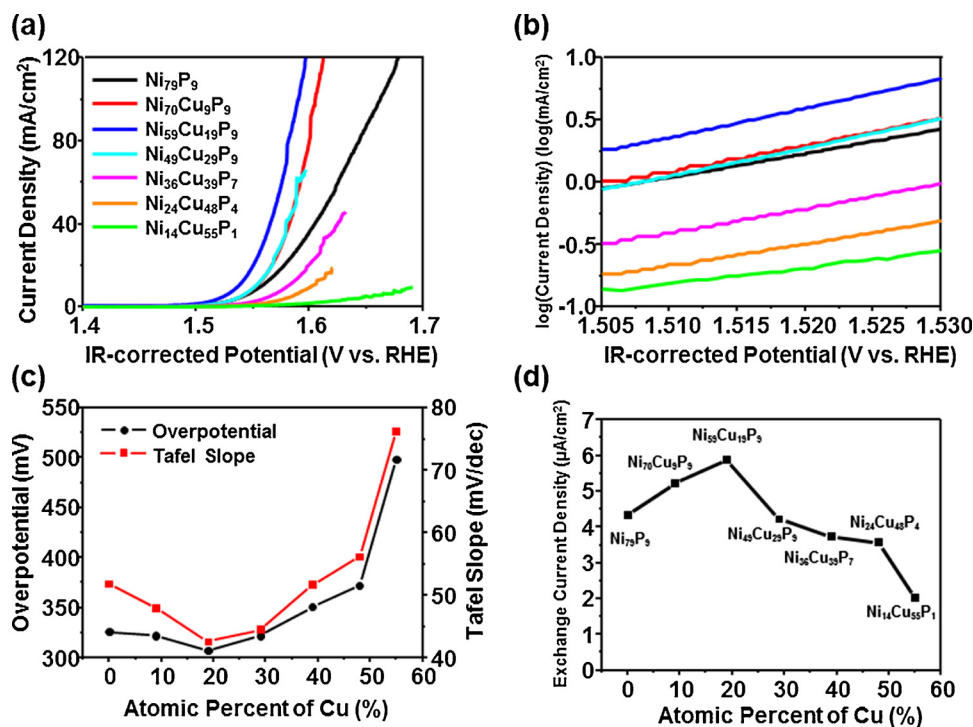 (a)
Current Density (mA/cm²)
120
80
40
0
Ni₇₉P₉
Ni₇₀Cu₉P₉
Ni₅₉Cu₁₉P₉
Ni₄₉Cu₂₉P₉
Ni₃₆Cu₃₉P₇
Ni₂₄Cu₄₈P₄
Ni₁₄Cu₅₅P₁
1.4 1.5 1.6 1.7
IR-corrected Potential (V vs. RHE)
(b)
log(Current Density) (log(mA/cm²)
1.0
0.5
0.0
-0.5
-1.0
1.505 1.510 1.515 1.520 1.525 1.530
IR-corrected Potential (V vs. RHE)
(c)
Overpotential (mV)
550
500
450
400
350
300
Overpotential
Tafel Slope
80
70
60
50
40
Tafel Slope (mV/dec)
0 10 20 30 40 50 60
Atomic Percent of Cu (%)
(d)
Exchange Current Density (μA/cm²)
7
6
5
4
3
2
1
0
Ni₅₉Cu₁₉P₉
Ni₇₀Cu₉P₉
Ni₇₉P₉
Ni₄₉Cu₂₉P₉
Ni₂₄Cu₄₈P₄
Ni₃₆Cu₃₉P₇
Ni₁₄Cu₅₅P₁
0 10 20 30 40 50 60
Atomic Percent of Cu (%)